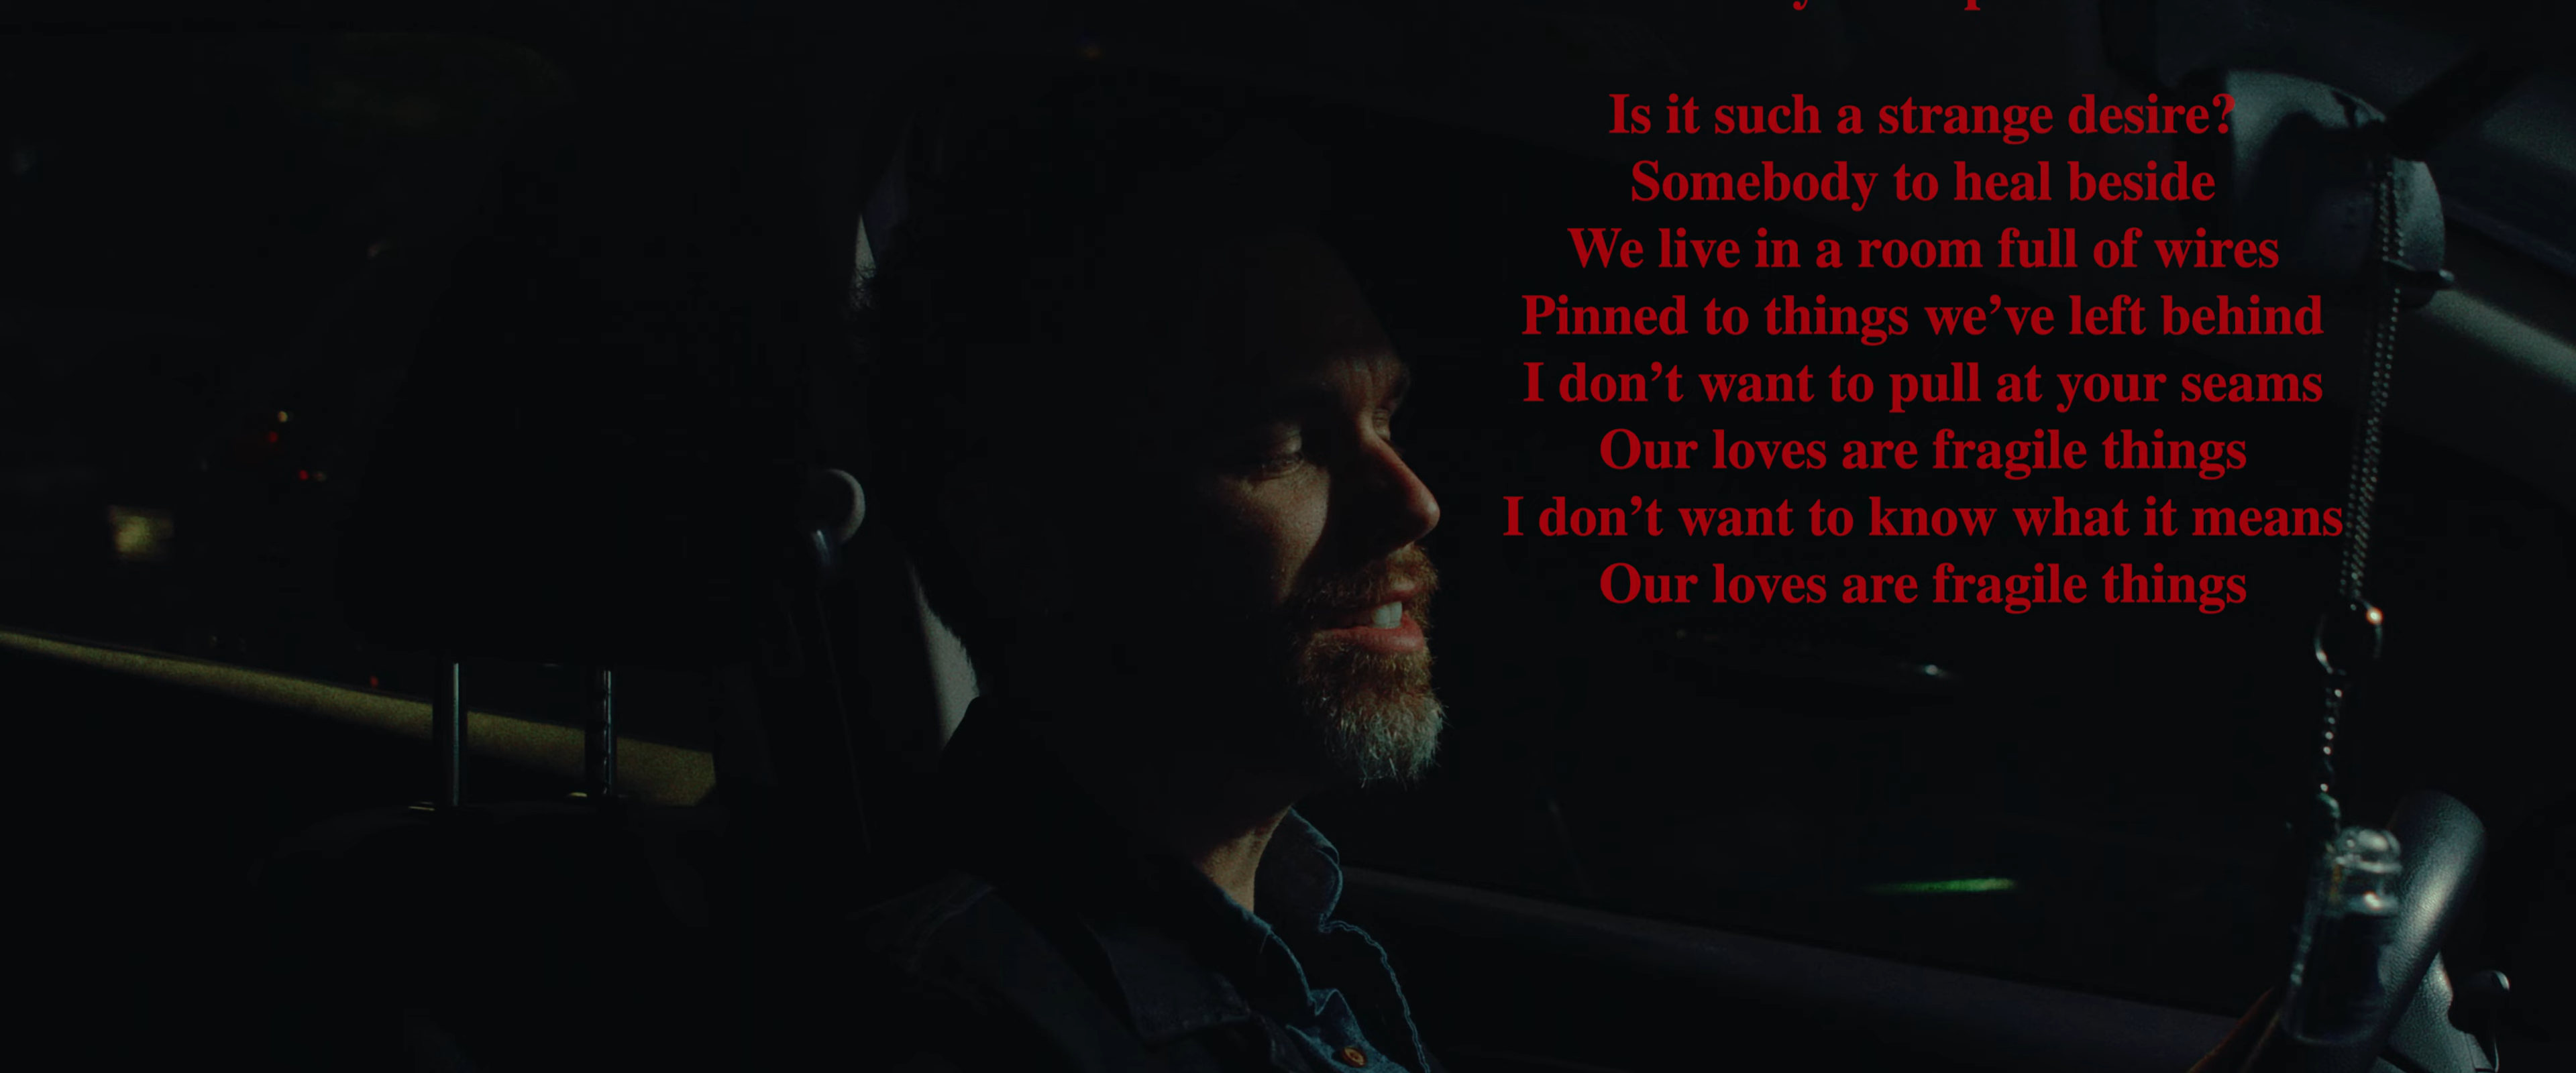 Is it such a strange desire?
Somebody to heal beside
We live in a room full of wires
Pinned to things we’ve left behind
I don’t want to pull at your seams
Our loves are fragile things
I don’t want to know what it means
Our loves are fragile things